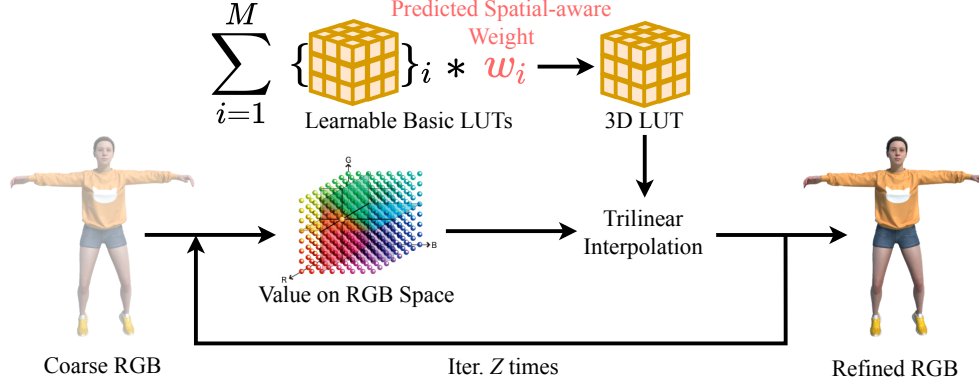 Predicted Spatial-aware
Weight
M
∑ { }i * wi
i=1
Learnable Basic LUTs
3D LUT
G
B
R
Value on RGB Space
Trilinear
Interpolation
Coarse RGB
Iter. Z times
Refined RGB